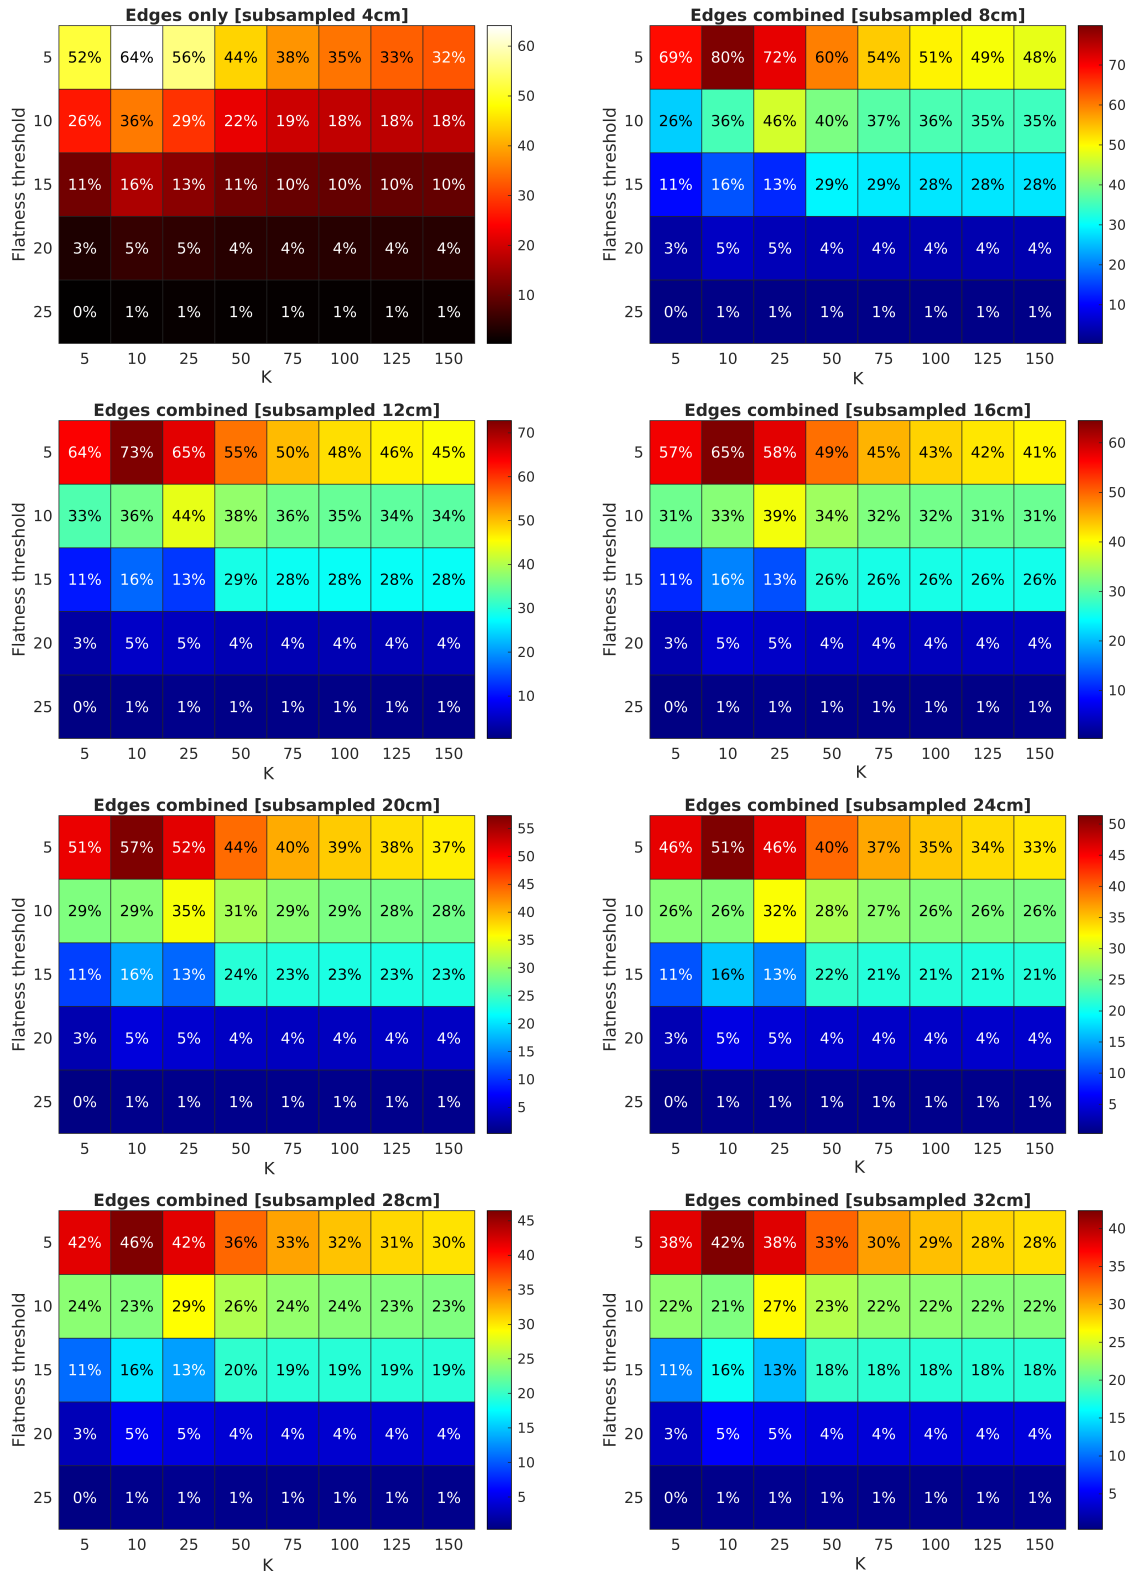 Edges only [subsampled 4cm]
5 52% 64% 56% 44% 38% 35% 33% 32%
10 26% 36% 29% 22% 19% 18% 18% 18%
15 11% 16% 13% 11% 10% 10% 10% 10%
20 3% 5% 5% 4% 4% 4% 4% 4%
25 0% 1% 1% 1% 1% 1% 1% 1%
5 10 25 50 75 100 125 150
K
Flatness threshold
60
50
40
30
20
10
Edges combined [subsampled 8cm]
5 69% 80% 72% 60% 54% 51% 49% 48%
10 26% 36% 46% 40% 37% 36% 35% 35%
15 11% 16% 13% 29% 29% 28% 28% 28%
20 3% 5% 5% 4% 4% 4% 4% 4%
25 0% 1% 1% 1% 1% 1% 1% 1%
5 10 25 50 75 100 125 150
K
Flatness threshold
70
60
50
40
30
20
10
Edges combined [subsampled 12cm]
5 64% 73% 65% 55% 50% 48% 46% 45%
10 33% 36% 44% 38% 36% 35% 34% 34%
15 11% 16% 13% 29% 28% 28% 28% 28%
20 3% 5% 5% 4% 4% 4% 4% 4%
25 0% 1% 1% 1% 1% 1% 1% 1%
5 10 25 50 75 100 125 150
K
Flatness threshold
70
60
50
40
30
20
10
Edges combined [subsampled 16cm]
5 57% 65% 58% 49% 45% 43% 42% 41%
10 31% 33% 39% 34% 32% 32% 31% 31%
15 11% 16% 13% 26% 26% 26% 26% 26%
20 3% 5% 5% 4% 4% 4% 4% 4%
25 0% 1% 1% 1% 1% 1% 1% 1%
5 10 25 50 75 100 125 150
K
Flatness threshold
60
50
40
30
20
10
Edges combined [subsampled 20cm]
5 51% 57% 52% 44% 40% 39% 38% 37%
10 29% 29% 35% 31% 29% 29% 28% 28%
15 11% 16% 13% 24% 23% 23% 23% 23%
20 3% 5% 5% 4% 4% 4% 4% 4%
25 0% 1% 1% 1% 1% 1% 1% 1%
5 10 25 50 75 100 125 150
K
Flatness threshold
55
50
45
40
35
30
25
20
15
10
5
Edges combined [subsampled 24cm]
5 46% 51% 46% 40% 37% 35% 34% 33%
10 26% 26% 32% 28% 27% 26% 26% 26%
15 11% 16% 13% 22% 21% 21% 21% 21%
20 3% 5% 5% 4% 4% 4% 4% 4%
25 0% 1% 1% 1% 1% 1% 1% 1%
5 10 25 50 75 100 125 150
K
Flatness threshold
50
45
40
35
30
25
20
15
10
5
Edges combined [subsampled 28cm]
5 42% 46% 42% 36% 33% 32% 31% 30%
10 24% 23% 29% 26% 24% 24% 23% 23%
15 11% 16% 13% 20% 19% 19% 19% 19%
20 3% 5% 5% 4% 4% 4% 4% 4%
25 0% 1% 1% 1% 1% 1% 1% 1%
5 10 25 50 75 100 125 150
K
Flatness threshold
45
40
35
30
25
20
15
10
5
Edges combined [subsampled 32cm]
5 38% 42% 38% 33% 30% 29% 28% 28%
10 22% 21% 27% 23% 22% 22% 22% 22%
15 11% 16% 13% 18% 18% 18% 18% 18%
20 3% 5% 5% 4% 4% 4% 4% 4%
25 0% 1% 1% 1% 1% 1% 1% 1%
5 10 25 50 75 100 125 150
K
Flatness threshold
40
35
30
25
20
15
10
5